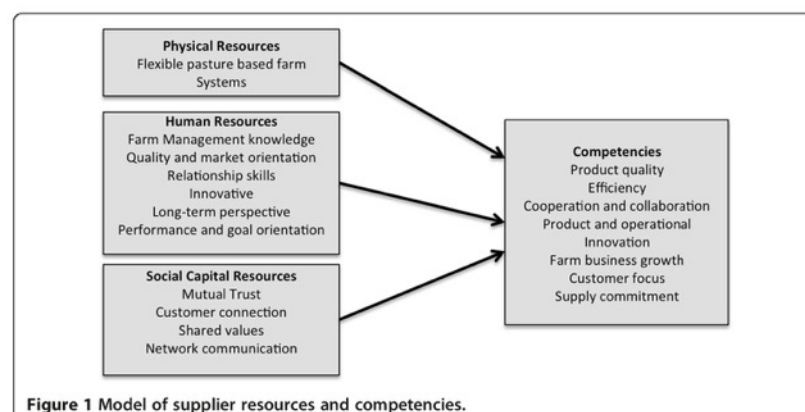 Physical Resources
Flexible pasture based farm
Systems
Human Resources
Farm Management knowledge
Quality and market orientation
Relationship skills
Innovative
Long-term perspective
Performance and goal orientation
Social Capital Resources
Mutual Trust
Customer connection
Shared values
Network communication
Competencies
Product quality
Efficiency
Cooperation and collaboration
Product and operational
Innovation
Farm business growth
Customer focus
Supply commitment
Figure 1 Model of supplier resources and competencies.